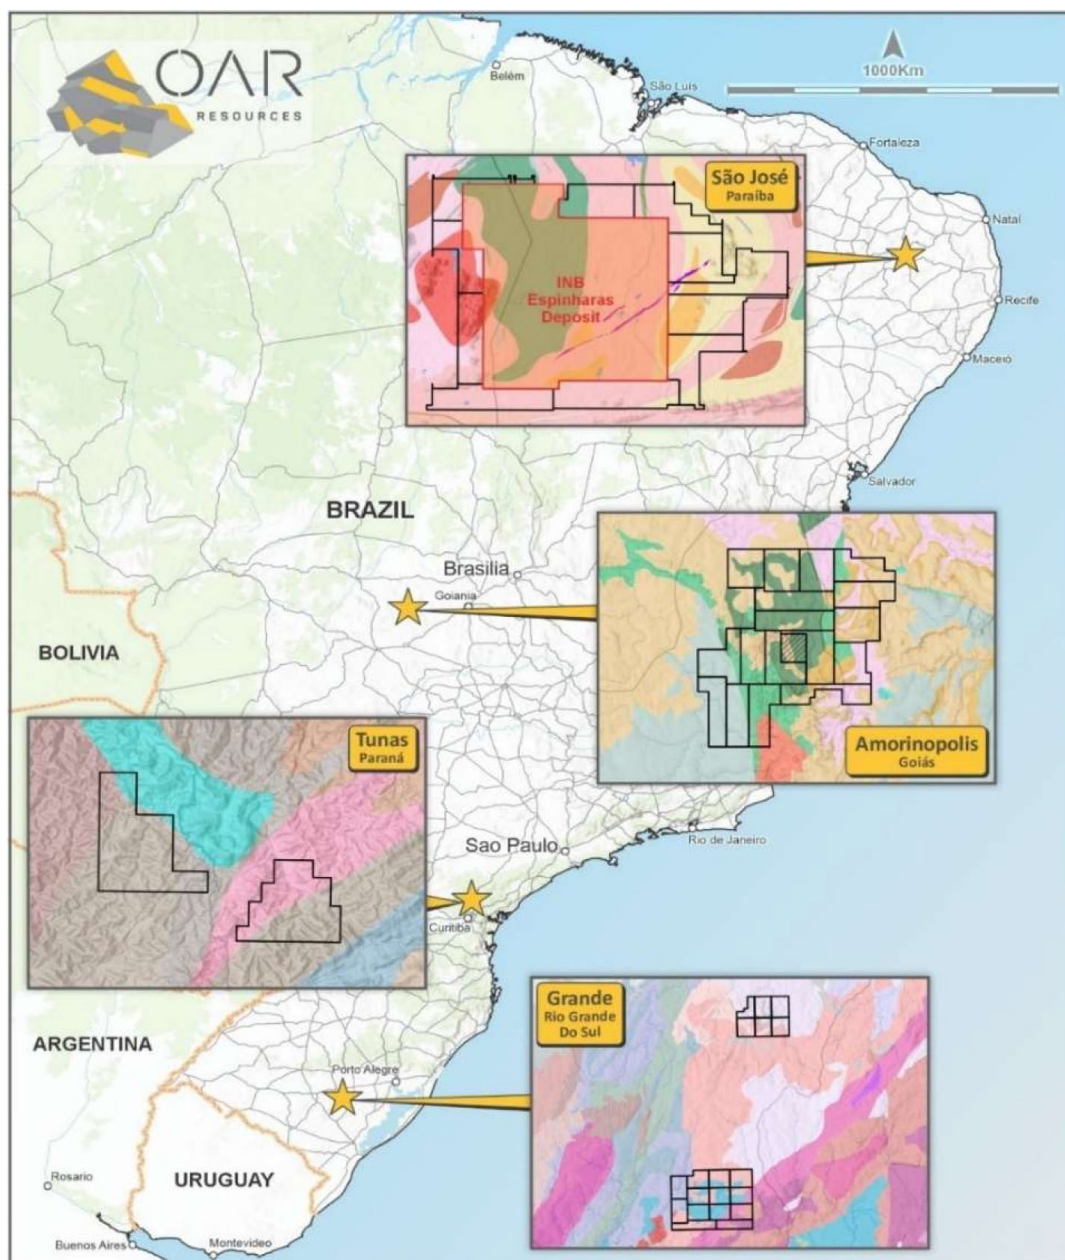 OAR
RESOURCES
1000Km
Belém
São Luis
Fortaleza
São José
Paraíba
Natal
INB
Espinharas
Deposit
Recife
Maceió
Salvador
BRAZIL
Brasilia
Goiania
BOLIVIA
Amorinopolis
Goiás
Tunas
Paraná
Rio de Janeiro
Sao Paulo
Curitiba
Grande
Rio Grande
Do Sul
ARGENTINA
Porto Alegre
URUGUAY
Rosario
Buenos Aires
Montevideo